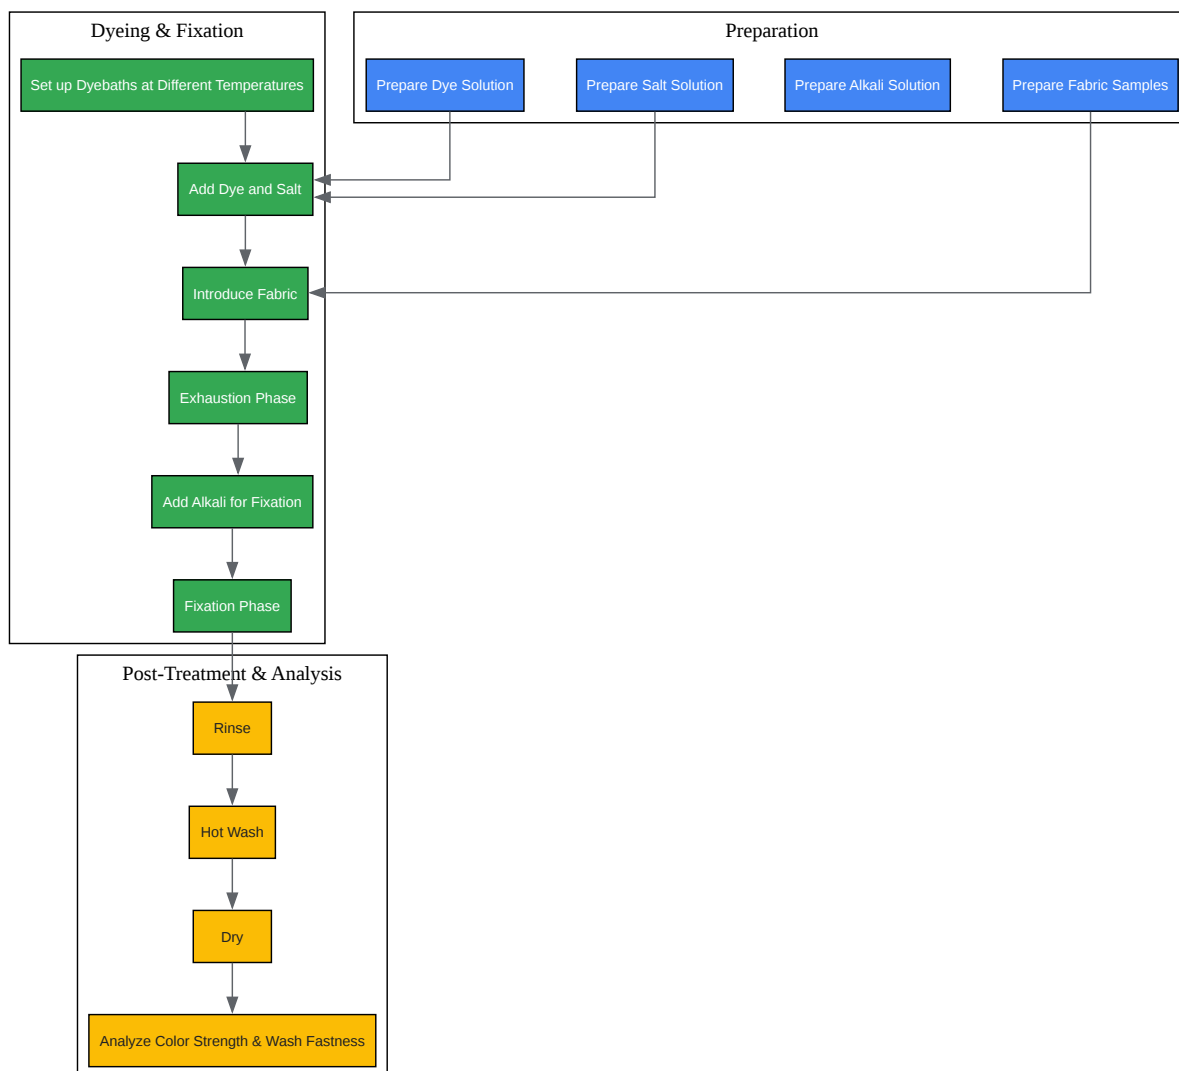 Dyeing & Fixation
Set up Dyebaths at Different Temperatures
Add Dye and Salt
Introduce Fabric
Exhaustion Phase
Add Alkali for Fixation
Fixation Phase
Preparation
Prepare Dye Solution
Prepare Salt Solution
Prepare Alkali Solution
Prepare Fabric Samples
Post-Treatment & Analysis
Rinse
Hot Wash
Dry
Analyze Color Strength & Wash Fastness